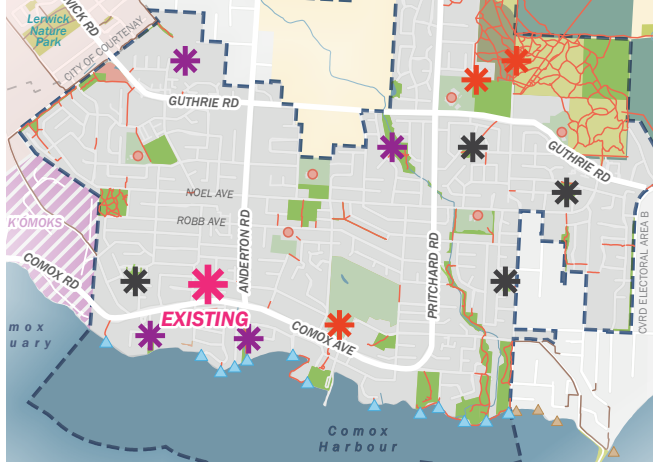 WICK RD
Lerwick
Nature
Park
CITY OF COURTENAY
GUTHRIE RD
GUTHRIE RD
NOEL AVE
ROBB AVE
K'ÓMOKS
ANDERTON RD
PRITCHARD RD
CVRD ELECTORAL AREA B
COMOX RD
EXISTING
COMOX AVE
mox
uary
Comox
Harbour